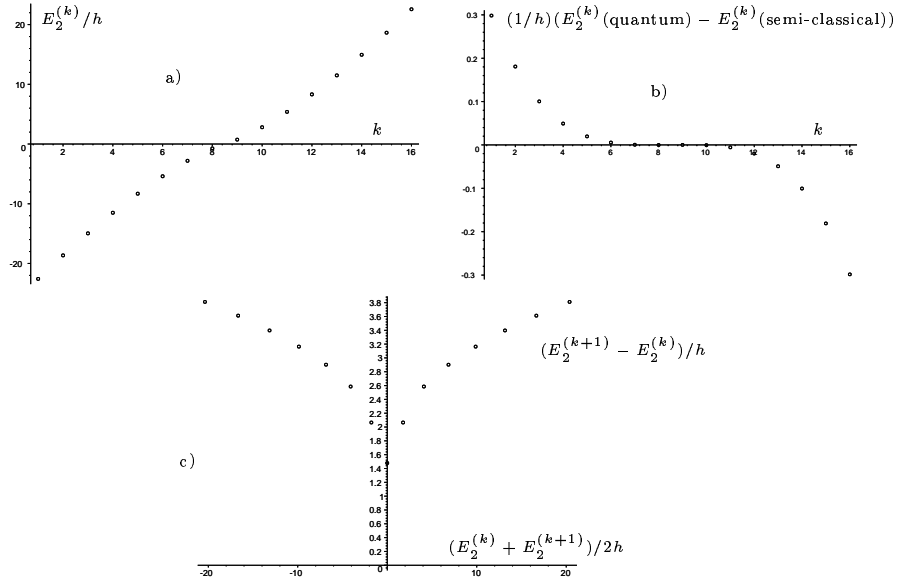 E_2^{(k)}/h
20
10
0
-10
-20
2 4 6 8 10 12 14 16
k
a)
(1/h)(E_2^{(k)}(quantum) − E_2^{(k)}(semi-classical))
0.3
0.2
0.1
0
-0.1
-0.2
-0.3
2 4 6 8 10 12 14 16
k
b)
3.8
3.6
3.4
3.2
3
2.8
2.6
2.4
2.2
2
1.8
1.6
1.4
1.2
1
0.8
0.6
0.4
0.2
0
(E_2^{(k+1)} − E_2^{(k)})/h
c)
(E_2^{(k)} + E_2^{(k+1)})/2h
-20 -10 10 20